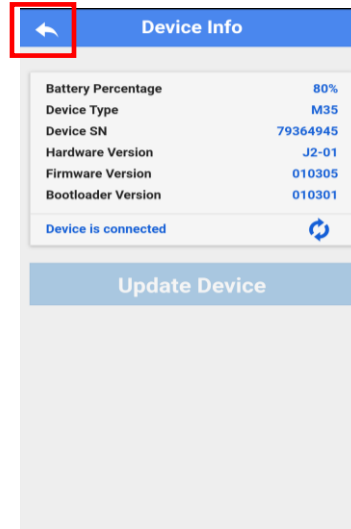 Device Info
Battery Percentage 80%
Device Type M35
Device SN 79364945
Hardware Version J2-01
Firmware Version 010305
Bootloader Version 010301
Device is connected
Update Device